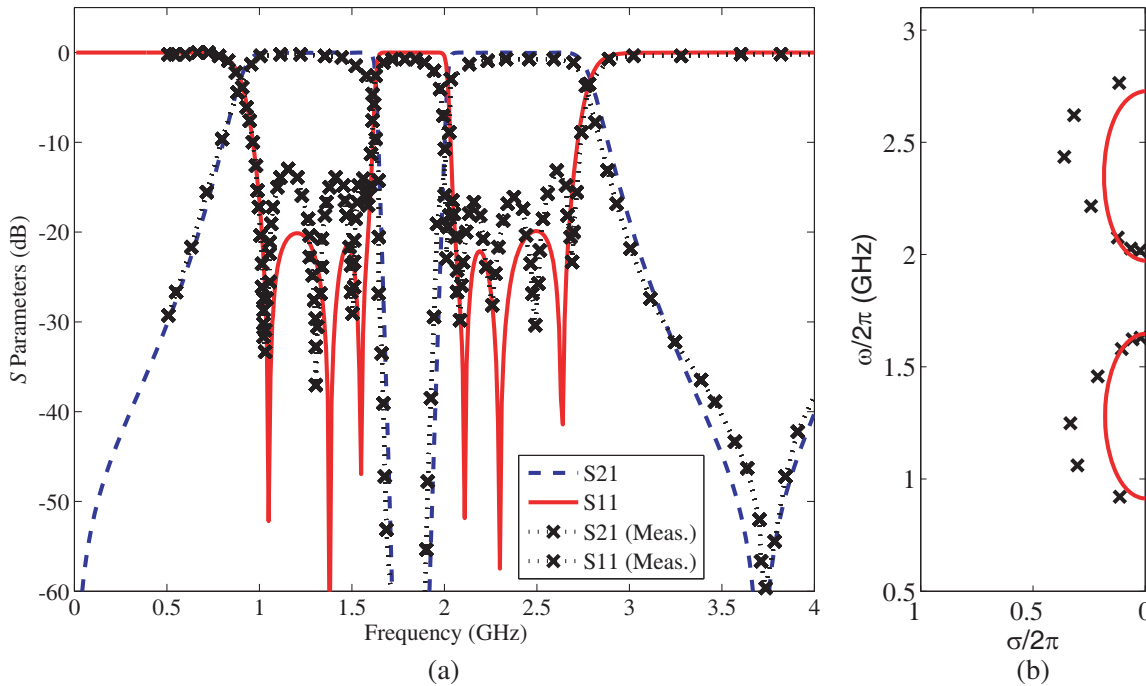 0
-10
-20
-30
-40
-50
-60
S Parameters (dB)
0 0.5 1 1.5 2 2.5 3 3.5 4
Frequency (GHz)
S21
S11
S21 (Meas.)
S11 (Meas.)
(a)
3
2.5
2
1.5
1
0.5
ω/2π (GHz)
1 0.5 0
σ/2π
(b)